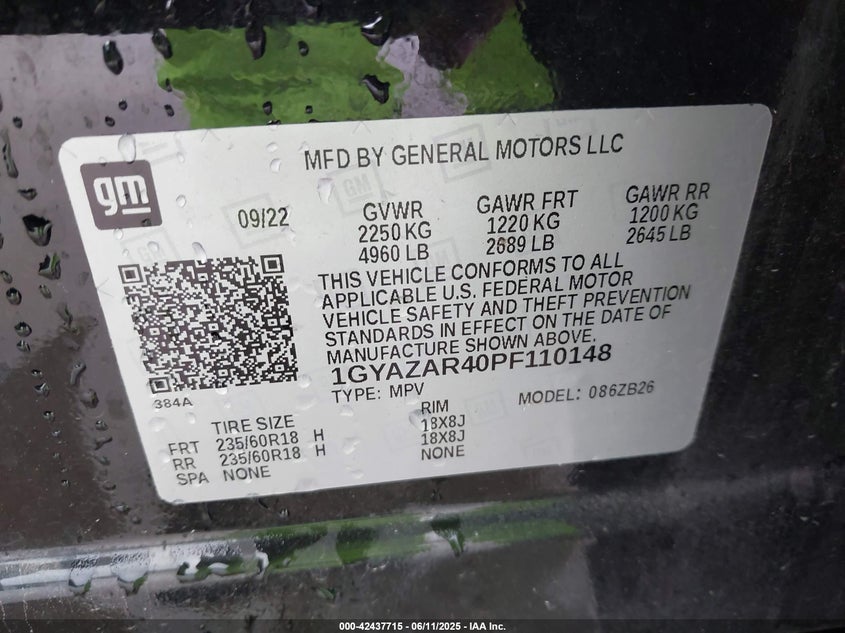 MFD BY GENERAL MOTORS LLC
gm
09/22
GVWR
2250 KG
4960 LB
GAWR FRT
1220 KG
2689 LB
GAWR RR
1200 KG
2645 LB
THIS VEHICLE CONFORMS TO ALL
APPLICABLE U.S. FEDERAL MOTOR
VEHICLE SAFETY AND THEFT PREVENTION
STANDARDS IN EFFECT ON THE DATE OF
MANUFACTURE SHOWN ABOVE.
1GYAZAR40PF110148
TYPE: MPV
MODEL: 086ZB26
384A
TIRE SIZE
RIM
FRT 235/60R18 H 18X8J
RR 235/60R18 H 18X8J
SPA NONE NONE
000-42437715 - 06/11/2025 - IAA Inc.